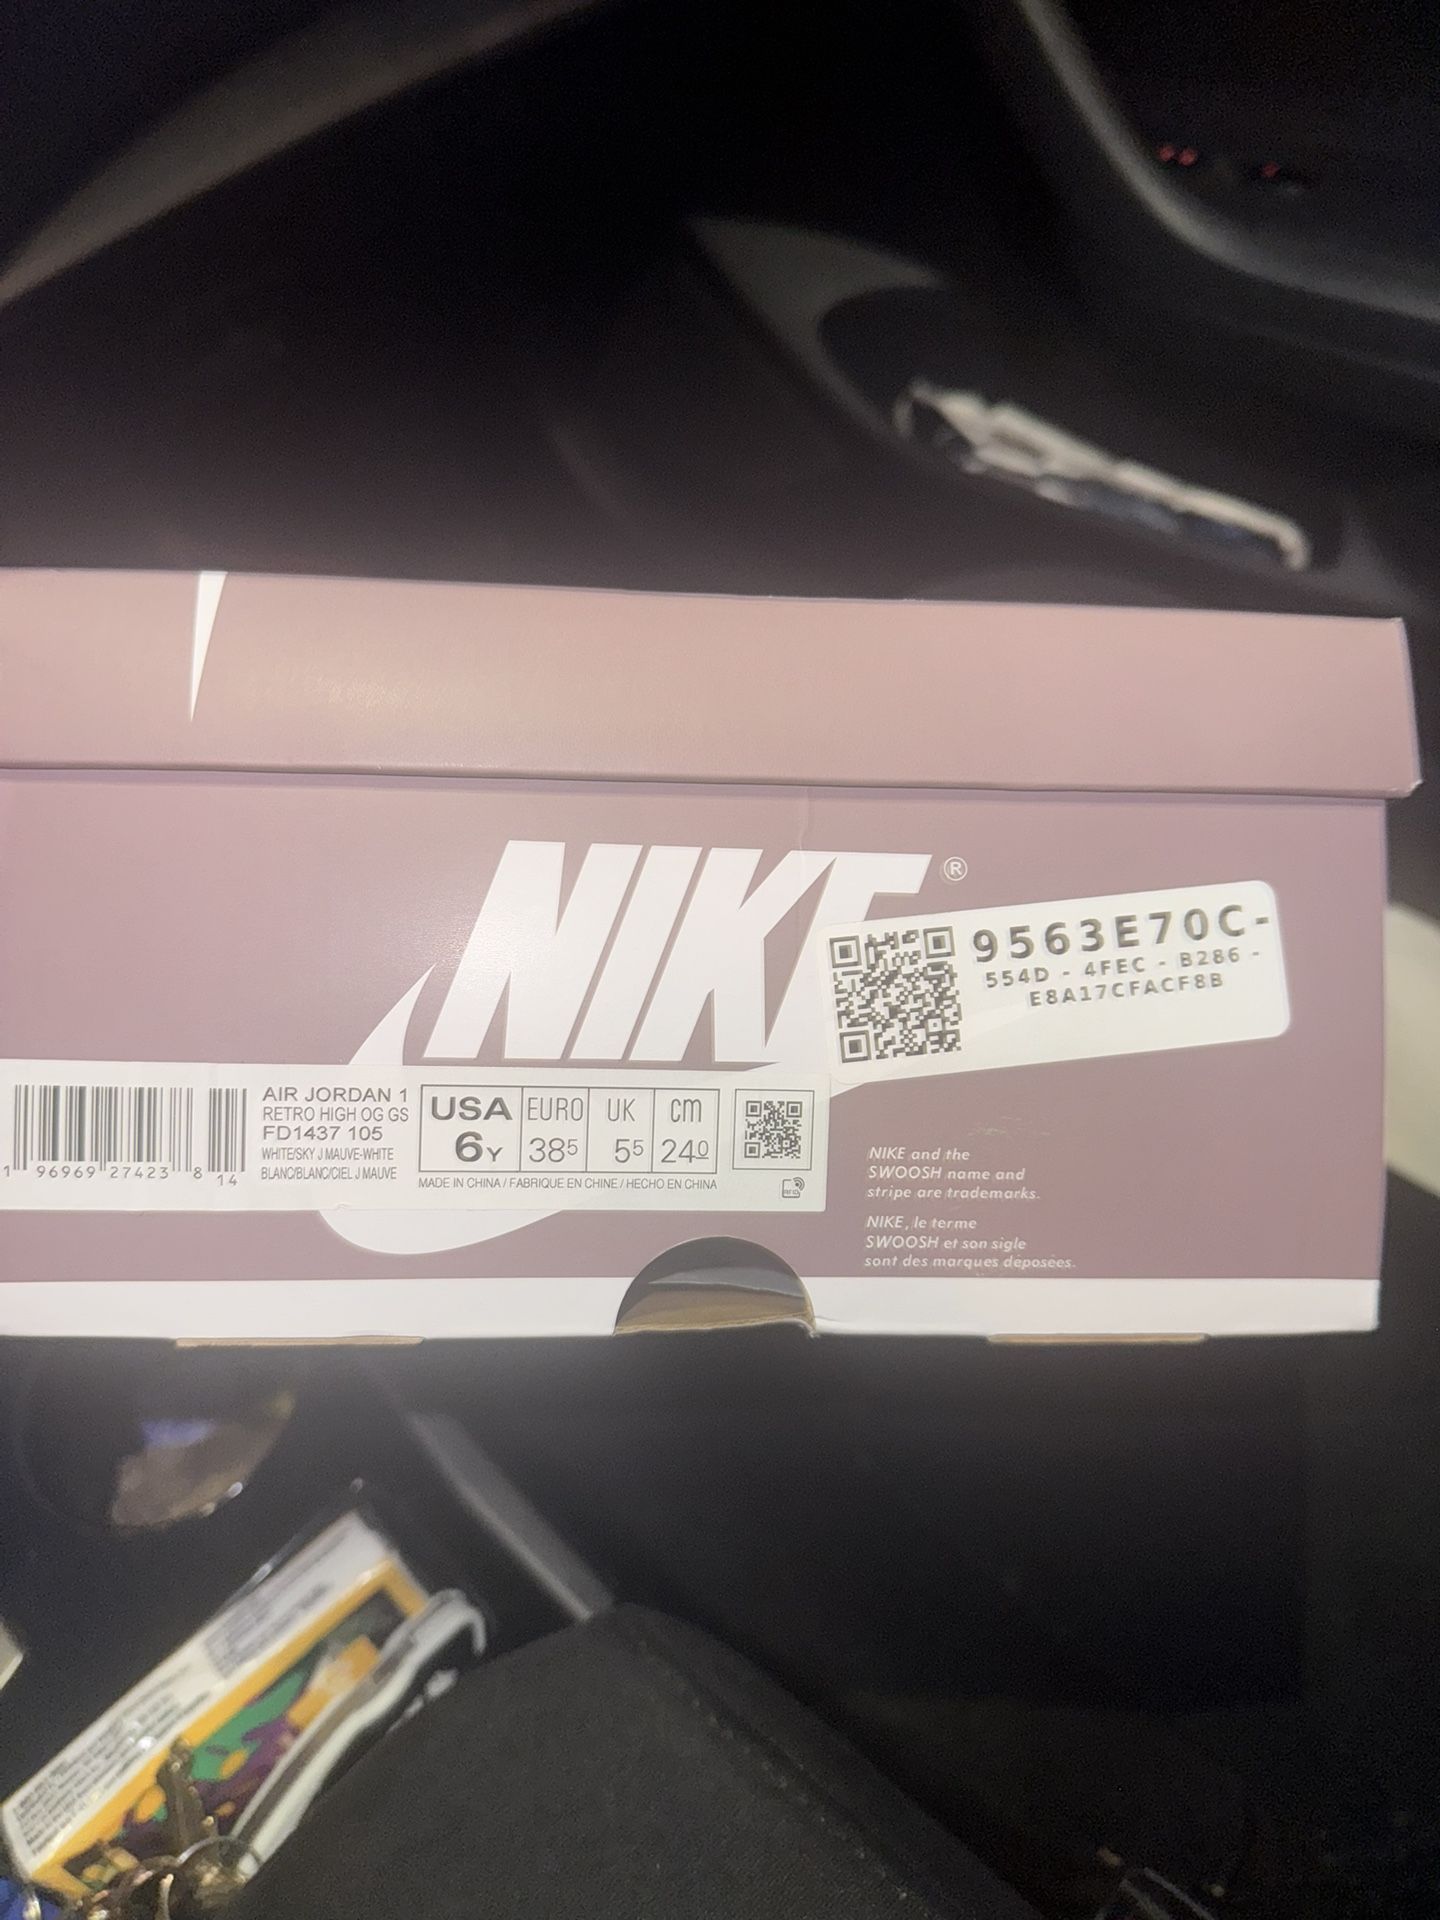 NIKE®
9563E70C-
554D - 4FEC - B286 -
E8A17CFACF8B
AIR JORDAN 1
RETRO HIGH OG GS
FD1437 105
WHITE/SKY J MAUVE-WHITE
BLANC/BLANC/CIEL J MAUVE
1 96969 27423 8 14
USA EURO UK cm
6Y 385 55 240
MADE IN CHINA / FABRIQUE EN CHINE / HECHO EN CHINA
RFID
NIKE and the
SWOOSH name and
stripe are trademarks.
NIKE, le terme
SWOOSH et son sigle
sont des marques déposées.